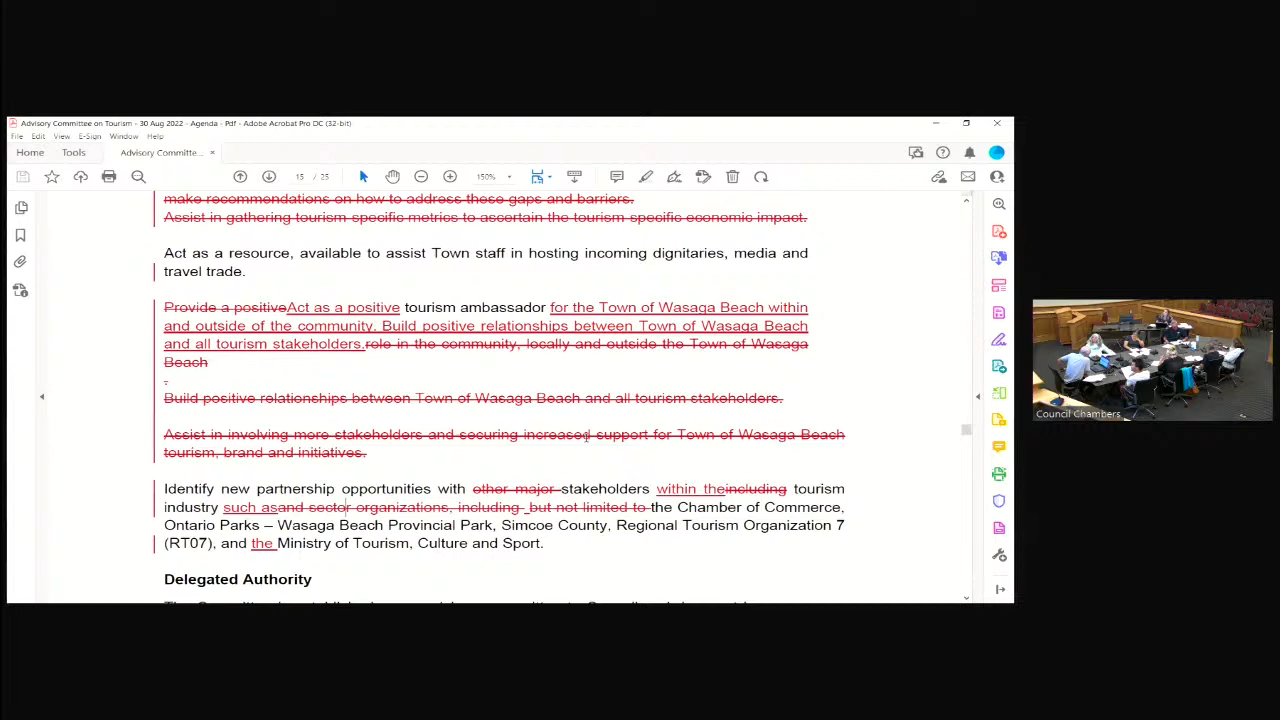 Advisory Committee on Tourism - 30 Aug 2022 - Agenda - Pdf - Adobe Acrobat Pro DC (32-bit)
File Edit View E-Sign Window Help
Home Tools Advisory Committe... ×
15 / 25 150%
make recommendations on how to address these gaps and barriers.
Assist in gathering tourism specific metrics to ascertain the tourism specific economic impact.
Act as a resource, available to assist Town staff in hosting incoming dignitaries, media and
travel trade.
Provide a positiveAct as a positive tourism ambassador for the Town of Wasaga Beach within
and outside of the community. Build positive relationships between Town of Wasaga Beach
and all tourism stakeholders.role in the community, locally and outside the Town of Wasaga
Beach
.
Build positive relationships between Town of Wasaga Beach and all tourism stakeholders.
Assist in involving more stakeholders and securing increased support for Town of Wasaga Beach
tourism, brand and initiatives.
Identify new partnership opportunities with other major stakeholders within theincluding tourism
industry such asand sector organizations, including but not limited to the Chamber of Commerce,
Ontario Parks – Wasaga Beach Provincial Park, Simcoe County, Regional Tourism Organization 7
(RT07), and the Ministry of Tourism, Culture and Sport.
Delegated Authority
Council Chambers